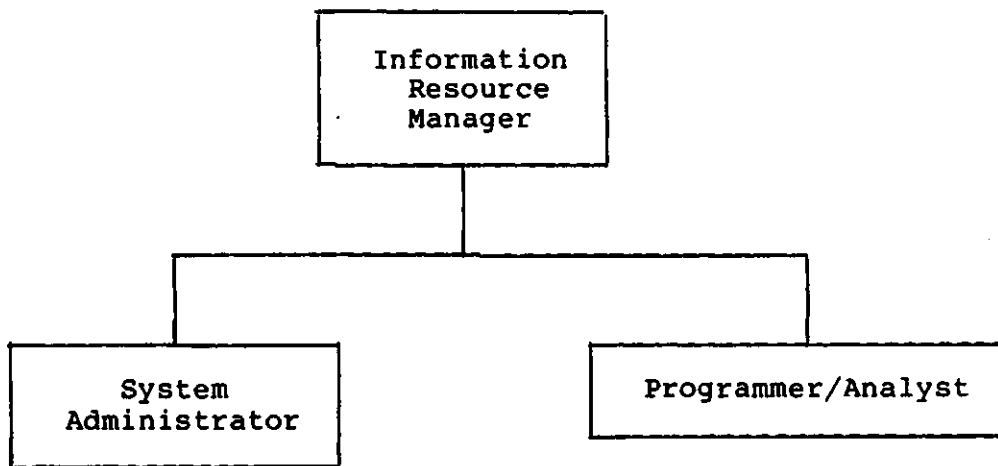 Information
Resource
Manager
System
Administrator
Programmer/Analyst